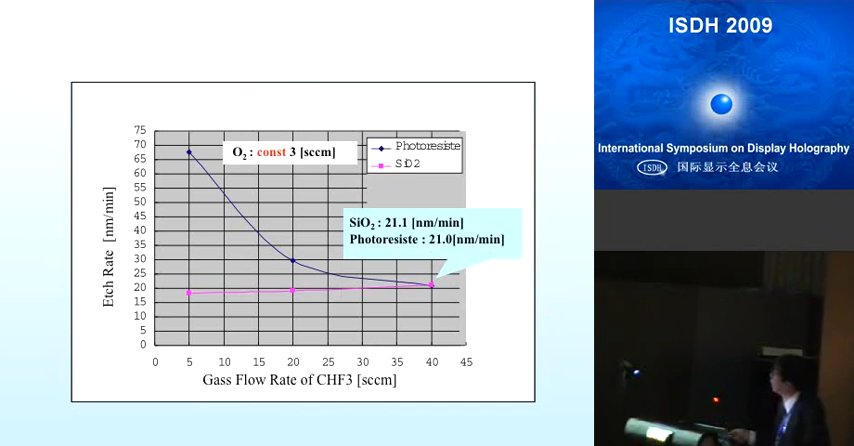 O2 : const 3 [sccm]
Photoresiste
SiO2
SiO2 : 21.1 [nm/min]
Photoresiste : 21.0[nm/min]
Etch Rate [nm/min]
75
70
65
60
55
50
45
40
35
30
25
20
15
10
5
0
0 5 10 15 20 25 30 35 40 45
Gass Flow Rate of CHF3 [sccm]
ISDH 2009
International Symposium on Display Holography
ISDH 国际显示全息会议